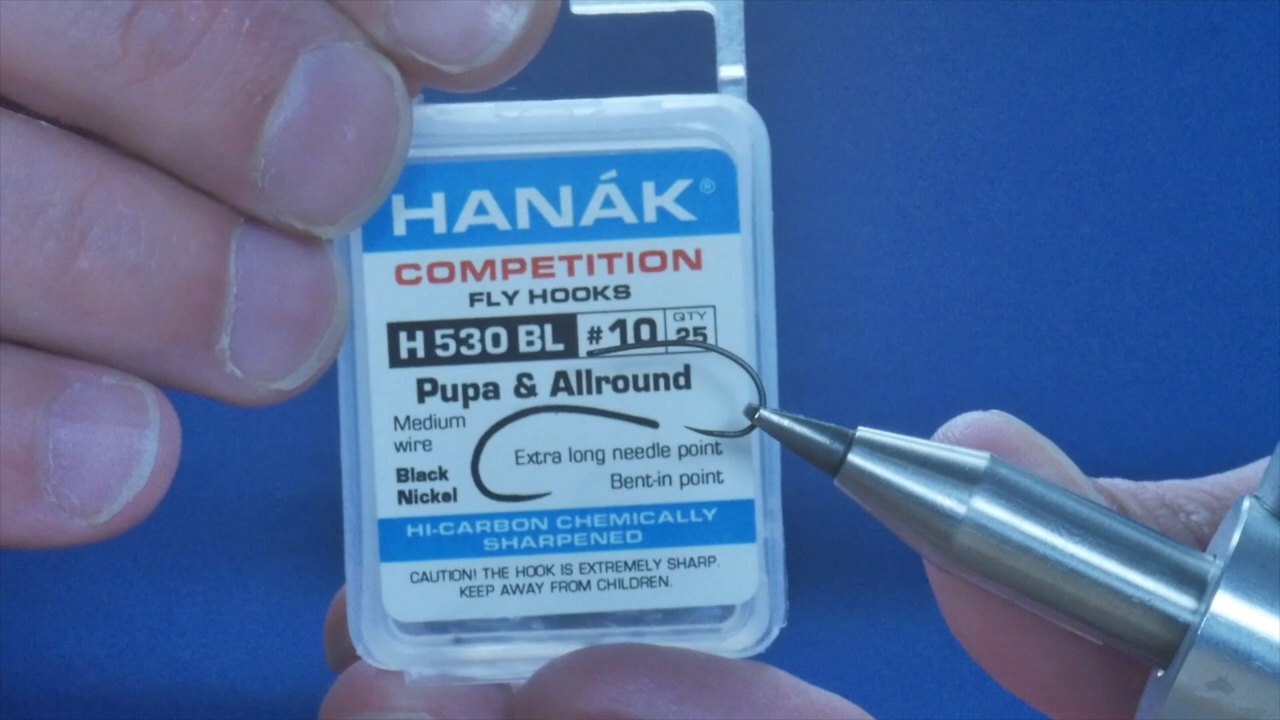 HANÁK®
COMPETITION
FLY HOOKS
H 530 BL #10 QTY 25
Pupa & Allround
Medium
wire
Extra long needle point
Black
Nickel
Bent-in point
HI-CARBON CHEMICALLY
SHARPENED
CAUTION! THE HOOK IS EXTREMELY SHARP.
KEEP AWAY FROM CHILDREN.